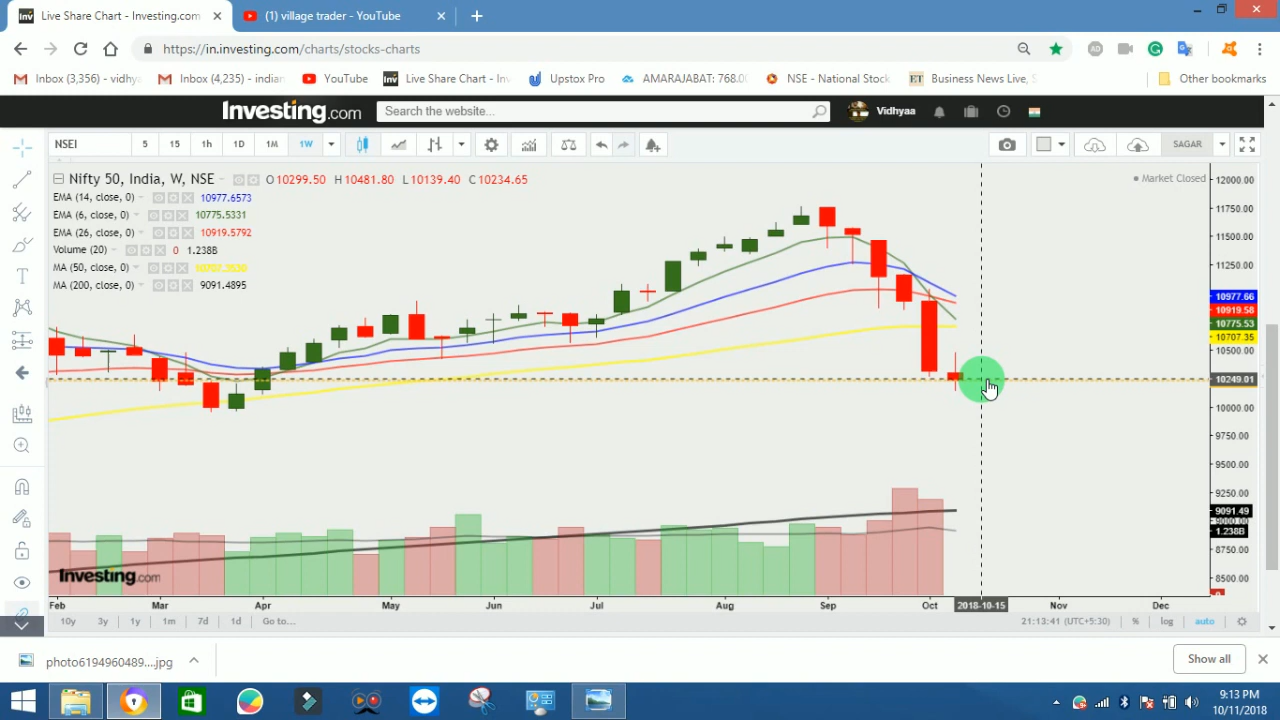 Live Share Chart - Investing.com
(1) village trader - YouTube
https://in.investing.com/charts/stocks-charts
Inbox (3,356) - vidhy
Inbox (4,235) - indian
YouTube
Live Share Chart - Inv
Upstox Pro
AMARAJABAT: 768.0
NSE - National Stock
ET Business News Live, S
Other bookmarks
Investing.com
Search the website...
Vidhyaa
NSEI
5
15
1h
1D
1M
1W
SAGAR
Nifty 50, India, W, NSE
O10299.50 H10481.80 L10139.40 C10234.65
Market Closed
EMA (14, close, 0) 10977.6573
EMA (6, close, 0) 10775.5331
EMA (26, close, 0) 10919.5792
Volume (20) 0 1.238B
MA (50, close, 0)
MA (200, close, 0) 9091.4895
12000.00
11750.00
11500.00
11250.00
10977.66
10919.58
10775.53
10707.35
10500.00
10249.01
10000.00
9750.00
9500.00
9250.00
9091.49
9000.00
1.238B
8750.00
8500.00
Investing.com
Feb
Mar
Apr
May
Jun
Jul
Aug
Sep
Oct
2018-10-15
Nov
Dec
10y
3y
1y
1m
7d
1d
Go to...
21:13:41 (UTC+5:30)
%
log
auto
photo6194960489....jpg
Show all
9:13 PM
10/11/2018